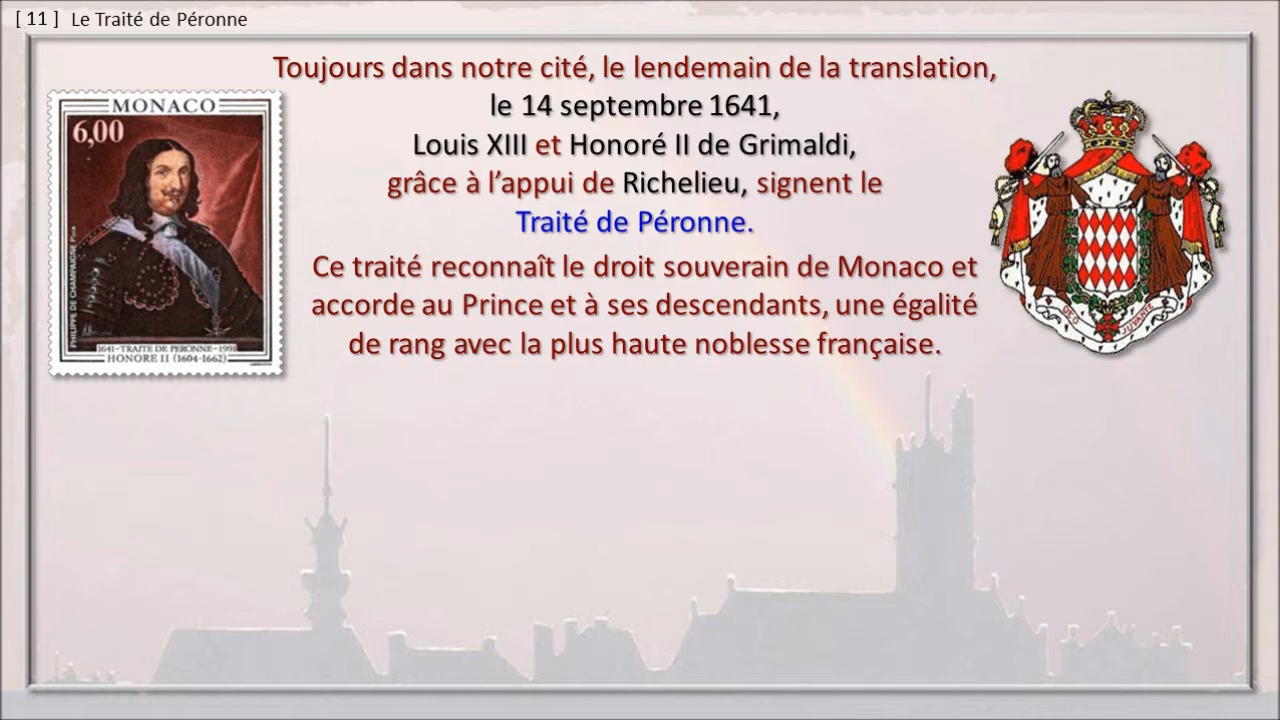 [ 11 ] Le Traité de Péronne
Toujours dans notre cité, le lendemain de la translation,
le 14 septembre 1641,
Louis XIII et Honoré II de Grimaldi,
grâce à l’appui de Richelieu, signent le
Traité de Péronne.
Ce traité reconnaît le droit souverain de Monaco et
accorde au Prince et à ses descendants, une égalité
de rang avec la plus haute noblesse française.
MONACO
6,00
PHILIPPE DE CHAMPAIGNE Pinx
1641-TRAITE DE PERONNE-1991
HONORE II (1604-1662)
DEO JUVANTE